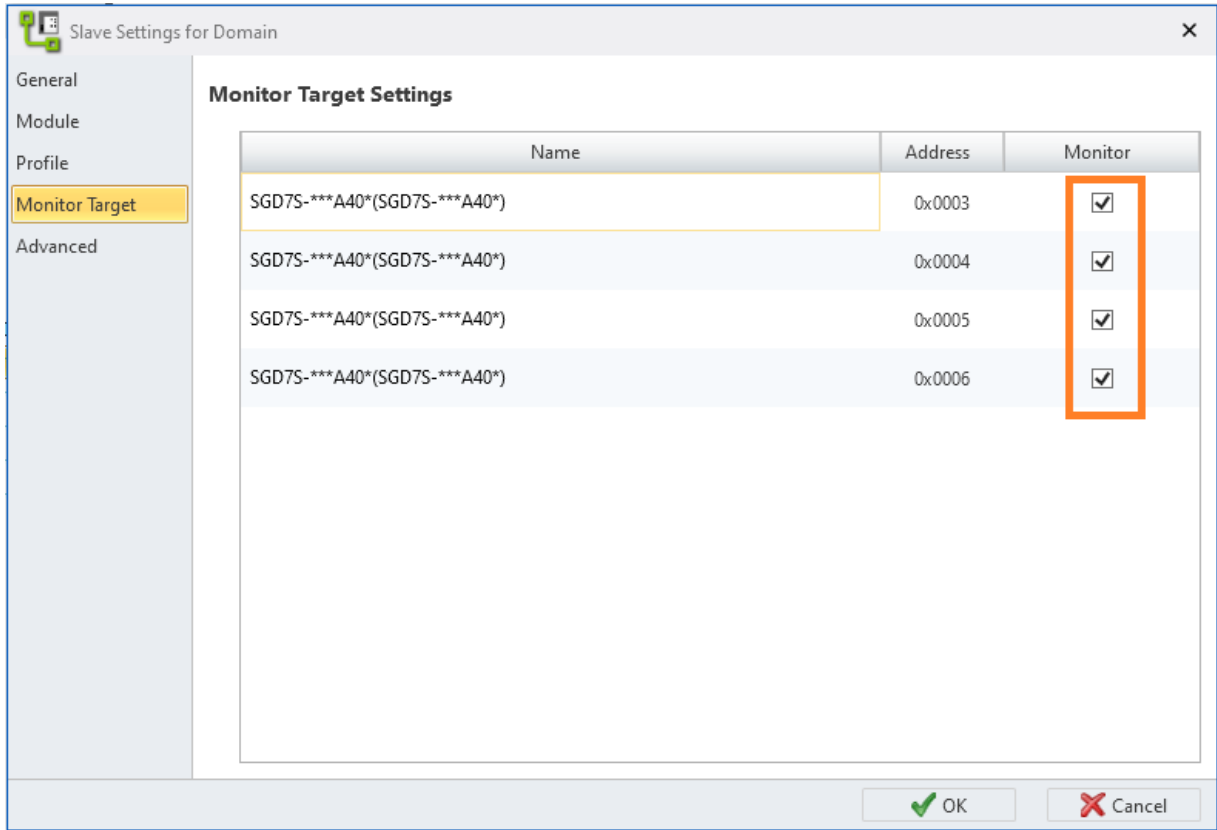 Slave Settings for Domain
General
Module
Profile
Monitor Target
Advanced
Monitor Target Settings
Name Address Monitor
SGD7S-***A40*(SGD7S-***A40*) 0x0003
SGD7S-***A40*(SGD7S-***A40*) 0x0004
SGD7S-***A40*(SGD7S-***A40*) 0x0005
SGD7S-***A40*(SGD7S-***A40*) 0x0006
OK Cancel